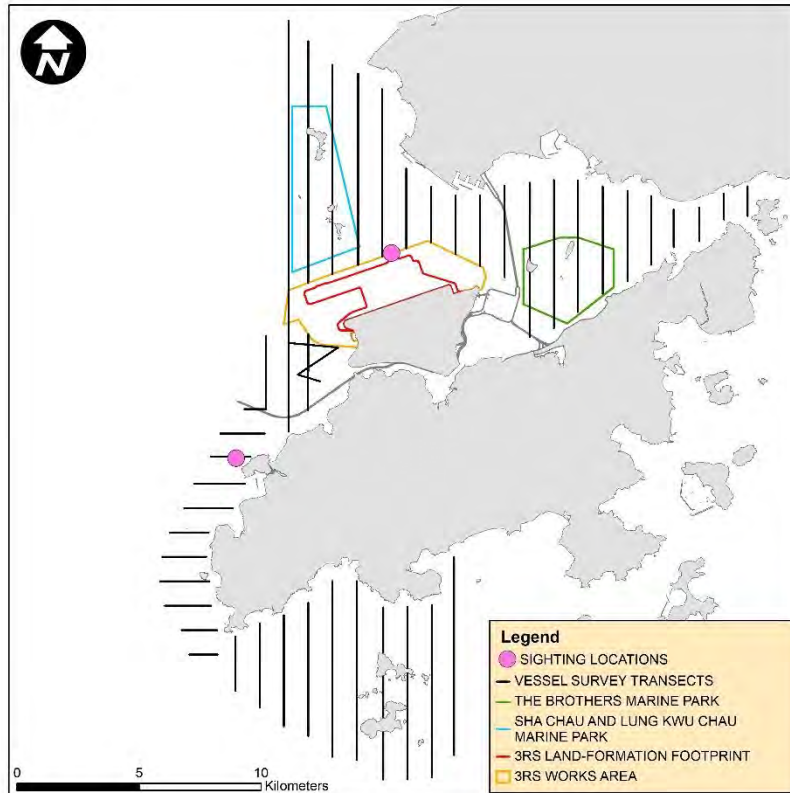 N
Legend
SIGHTING LOCATIONS
VESSEL SURVEY TRANSECTS
THE BROTHERS MARINE PARK
SHA CHAU AND LUNG KWU CHAU
MARINE PARK
3RS LAND-FORMATION FOOTPRINT
3RS WORKS AREA
0 5 10
Kilometers